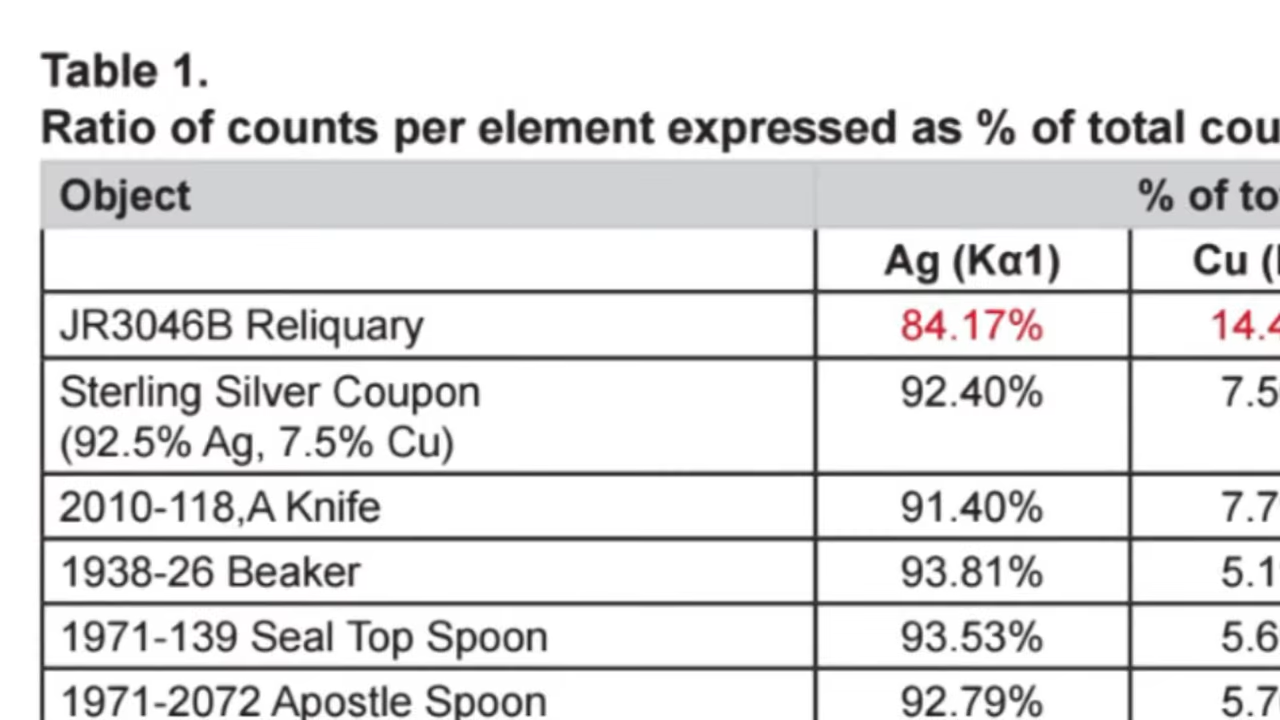 Table 1.
Ratio of counts per element expressed as % of total
Object % of
Ag (Kα1) Cu
JR3046B Reliquary 84.17%
Sterling Silver Coupon 92.40%
(92.5% Ag, 7.5% Cu)
2010-118,A Knife 91.40%
1938-26 Beaker 93.81%
1971-139 Seal Top Spoon 93.53%
1971-2072 Apostle Spoon 92.79%